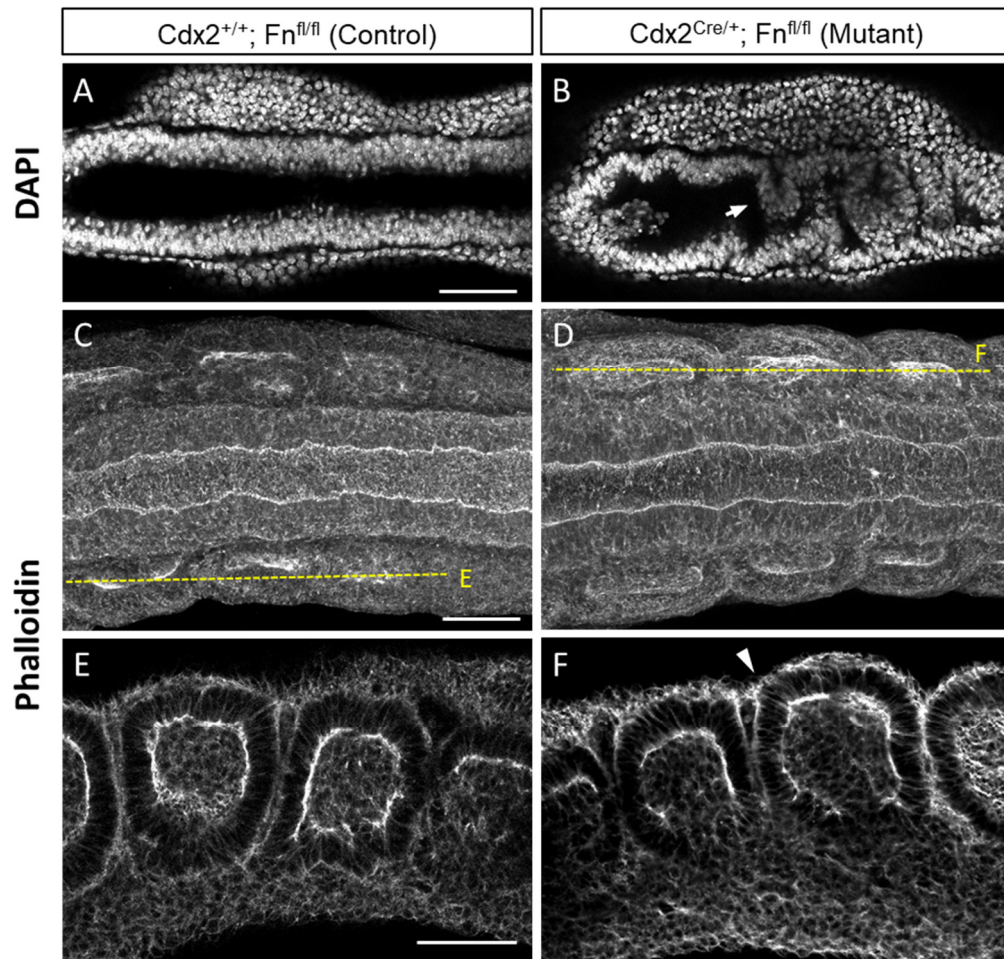 Cdx2+/+; Fnfl/fl (Control)
Cdx2Cre/+; Fnfl/fl (Mutant)
DAPI
A
B
Phalloidin
C
D
F
E
E
F